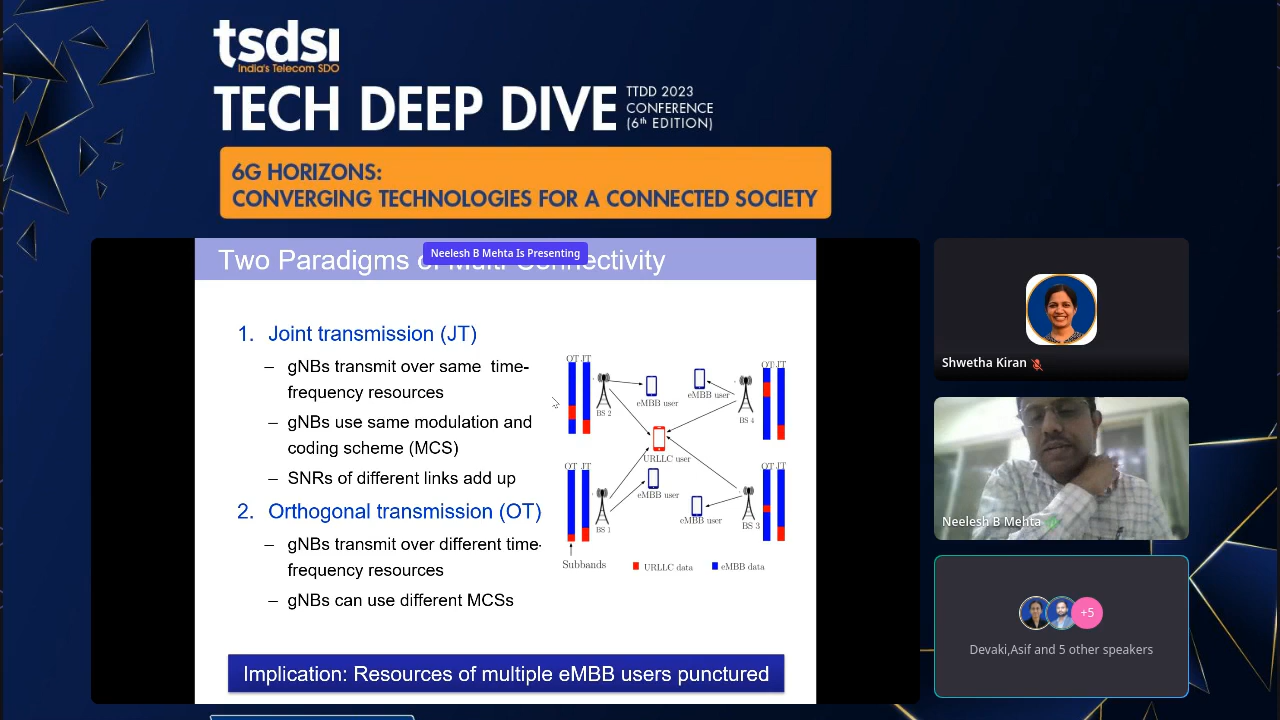 tsdsi
India's Telecom SDO
TECH DEEP DIVE
TTDD 2023
CONFERENCE
(6th EDITION)
6G HORIZONS:
CONVERGING TECHNOLOGIES FOR A CONNECTED SOCIETY
Two Paradigms of Multi-Connectivity
Neelesh B Mehta Is Presenting
1. Joint transmission (JT)
– gNBs transmit over same time-
frequency resources
– gNBs use same modulation and
coding scheme (MCS)
– SNRs of different links add up
2. Orthogonal transmission (OT)
– gNBs transmit over different time-
frequency resources
– gNBs can use different MCSs
OT JT
BS 2
eMBB user
eMBB user
BS 4
OT JT
URLLC user
OT JT
BS 1
eMBB user
eMBB user
BS 3
OT JT
Subbands
URLLC data
eMBB data
Implication: Resources of multiple eMBB users punctured
Shwetha Kiran
Neelesh B Mehta
+5
Devaki,Asif and 5 other speakers